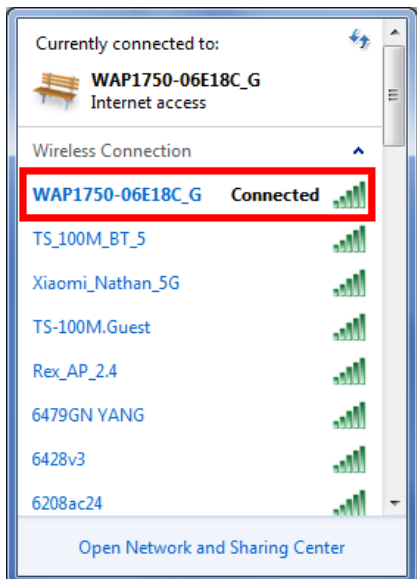 Currently connected to:
WAP1750-06E18C_G
Internet access
Wireless Connection
WAP1750-06E18C_G Connected
TS_100M_BT_5
Xiaomi_Nathan_5G
TS-100M.Guest
Rex_AP_2.4
6479GN YANG
6428v3
6208ac24
Open Network and Sharing Center